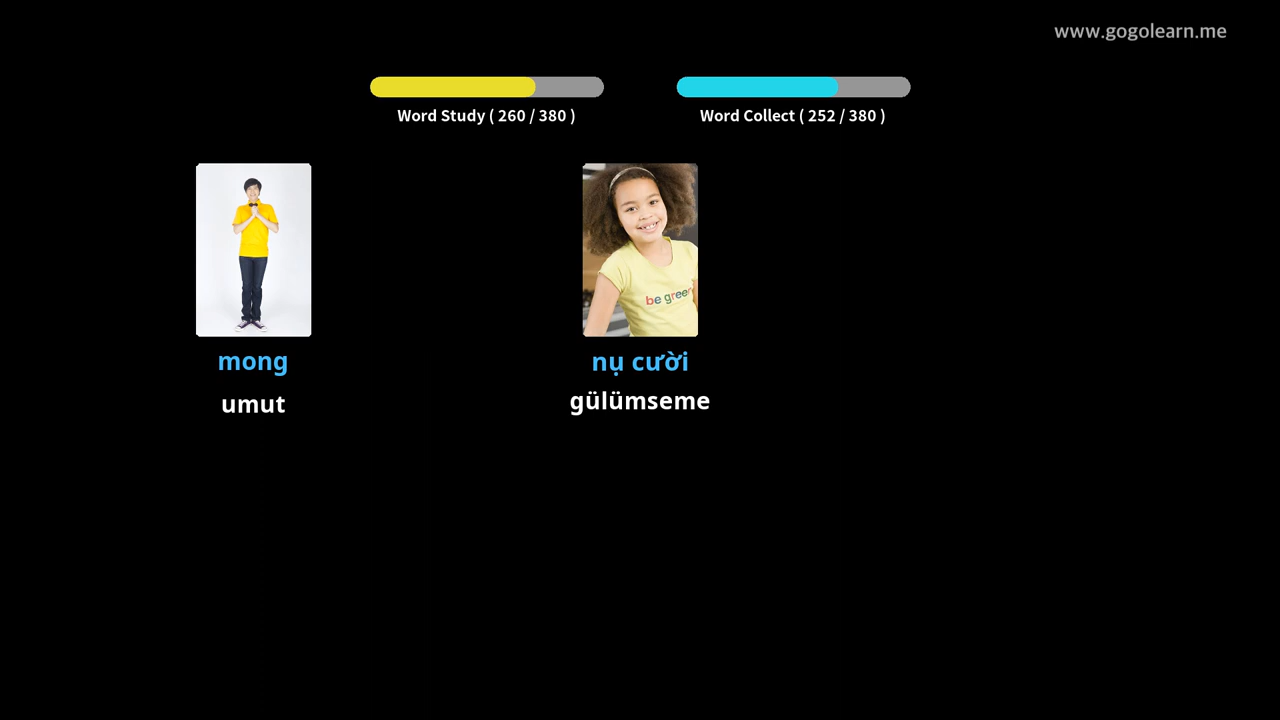 www.gogolearn.me
Word Study ( 260 / 380 )
Word Collect ( 252 / 380 )
be green
mong
nụ cười
umut
gülümseme